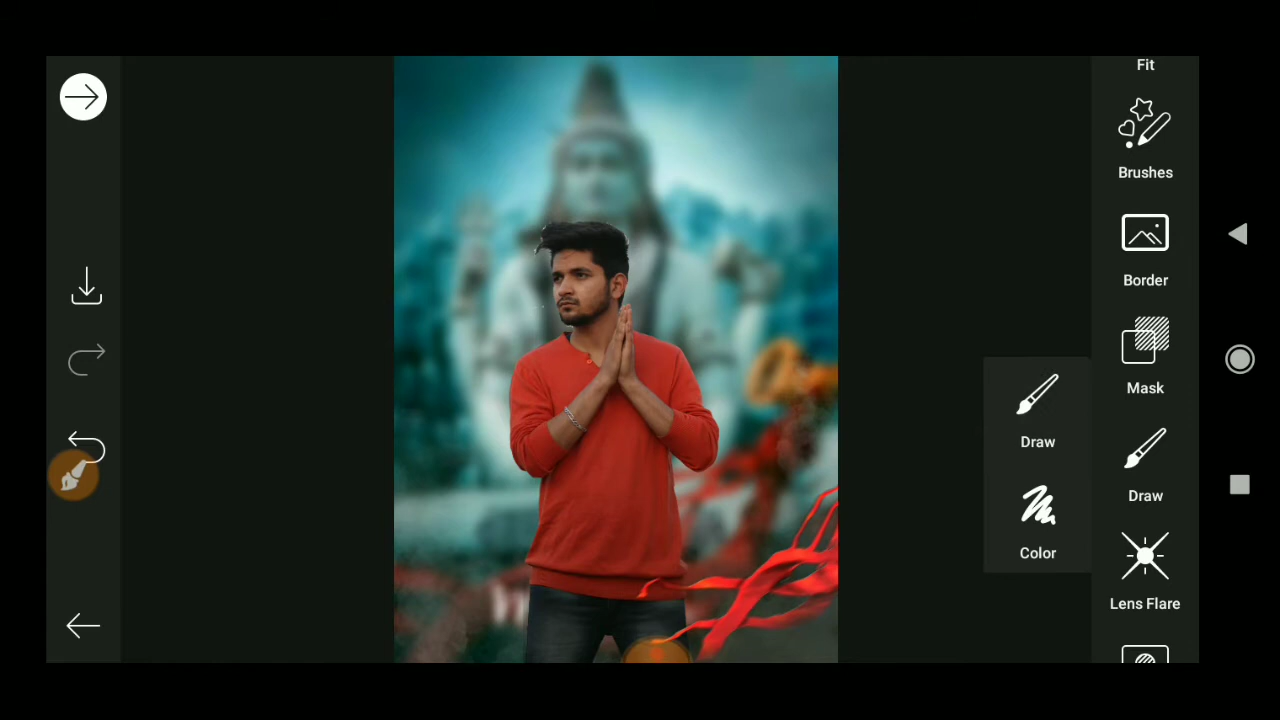 Fit
Brushes
Border
Mask
Draw
Color
Draw
Lens Flare